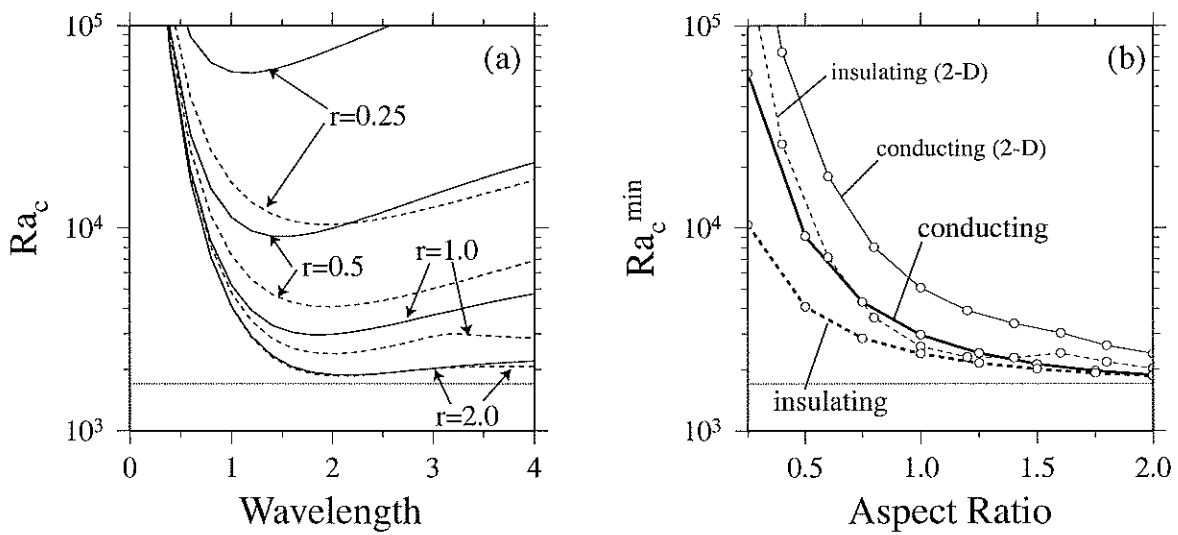 10^5
10^4
10^3
Ra_c
(a)
r=0.25
r=0.5
r=1.0
r=2.0
0 1 2 3 4
Wavelength
10^5
10^4
10^3
Ra_c^min
(b)
insulating (2-D)
conducting (2-D)
conducting
insulating
0.5 1.0 1.5 2.0
Aspect Ratio